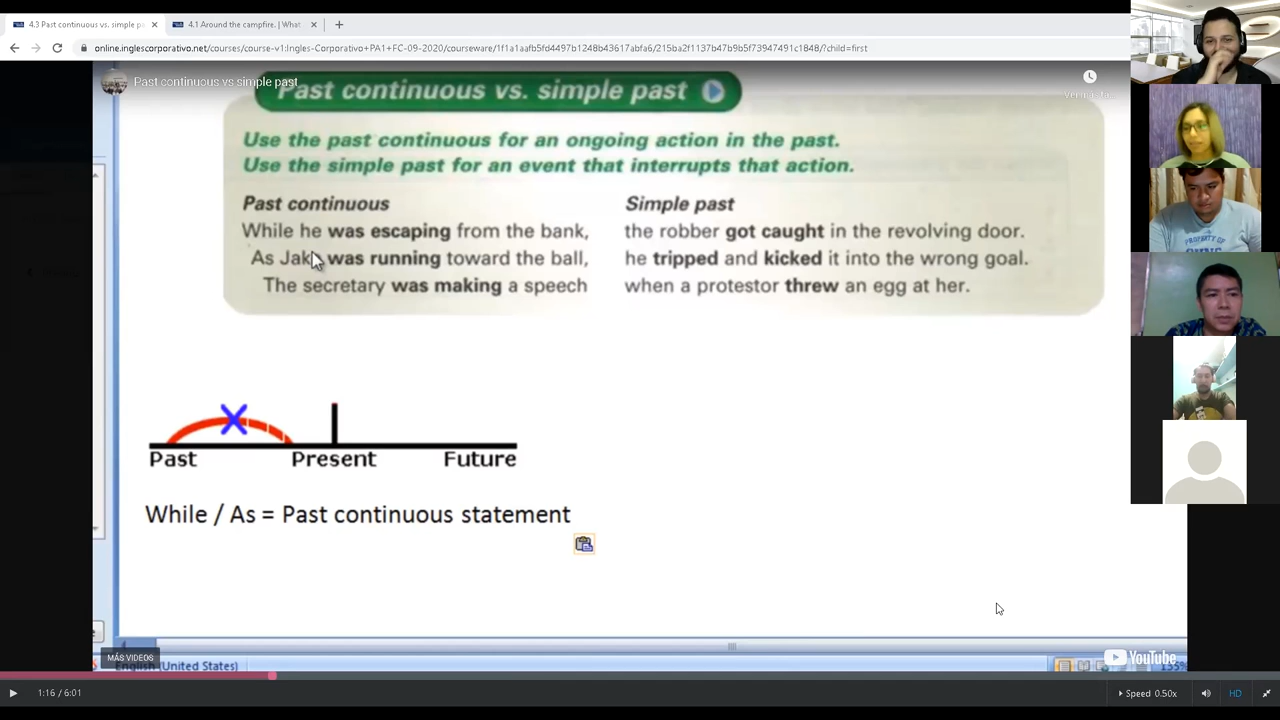 4.3 Past continuous vs. simple pa
4.1 Around the campfire. | What
online.inglescorporativo.net/courses/course-v1:Ingles-Corporativo+PA1+FC-09-2020/courseware/1f1a1aafb5fd4497b1248b43617abfa6/215ba2f1137b47b9b5f73947491c1848/?child=first
Past continuous vs simple past
Past continuous vs. simple past
Use the past continuous for an ongoing action in the past.
Use the simple past for an event that interrupts that action.
Past continuous Simple past
While he was escaping from the bank, the robber got caught in the revolving door.
As Jake was running toward the ball, he tripped and kicked it into the wrong goal.
The secretary was making a speech when a protestor threw an egg at her.
Past Present Future
While / As = Past continuous statement
MÁS VIDEOS
English (United States)
YouTube
155%
1:16 / 6:01
Speed 0.50x
HD